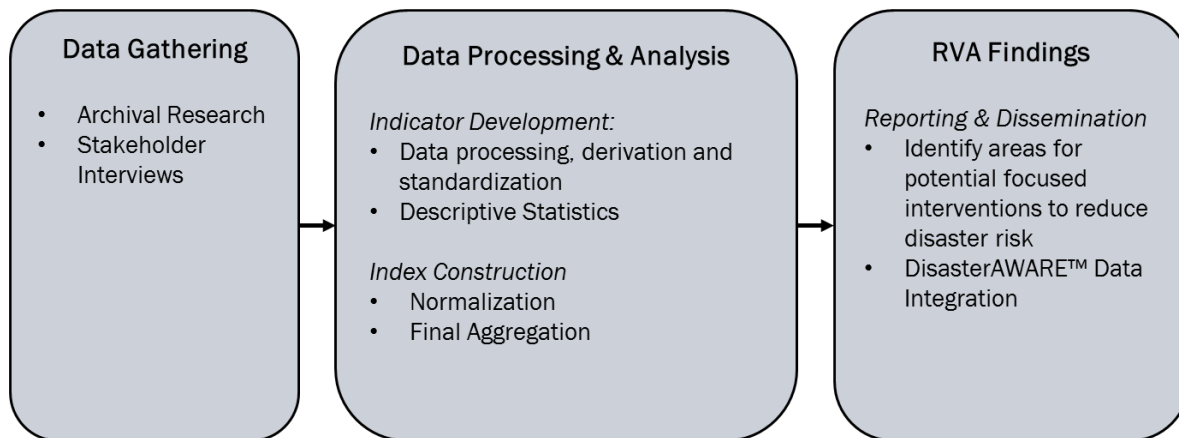 Data Gathering
• Archival Research
• Stakeholder
Interviews
Data Processing & Analysis
Indicator Development:
• Data processing, derivation and
standardization
• Descriptive Statistics
Index Construction
• Normalization
• Final Aggregation
RVA Findings
Reporting & Dissemination
• Identify areas for
potential focused
interventions to reduce
disaster risk
• DisasterAWARE™ Data
Integration